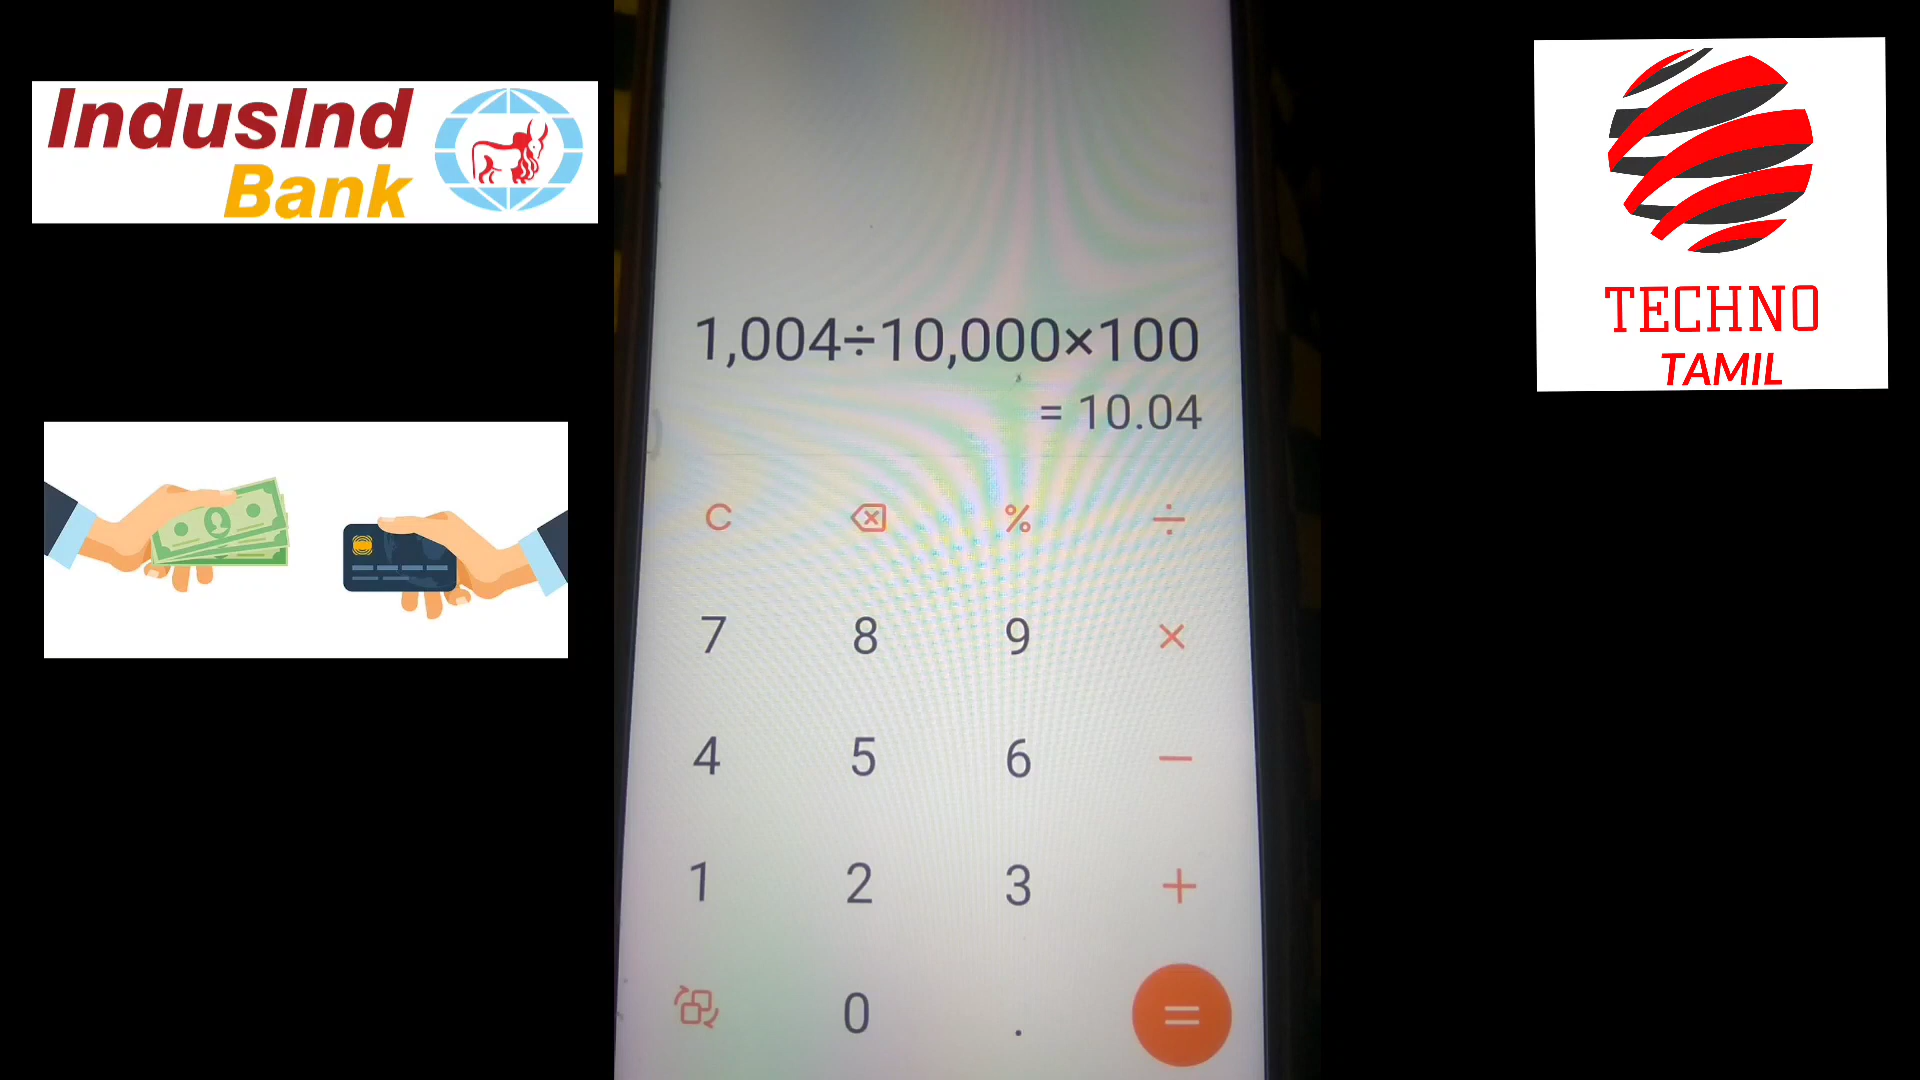 IndusInd
Bank
TECHNO
TAMIL
1,004÷10,000×100
= 10.04
C % ÷
7 8 9 ×
4 5 6 −
1 2 3 +
0 . =